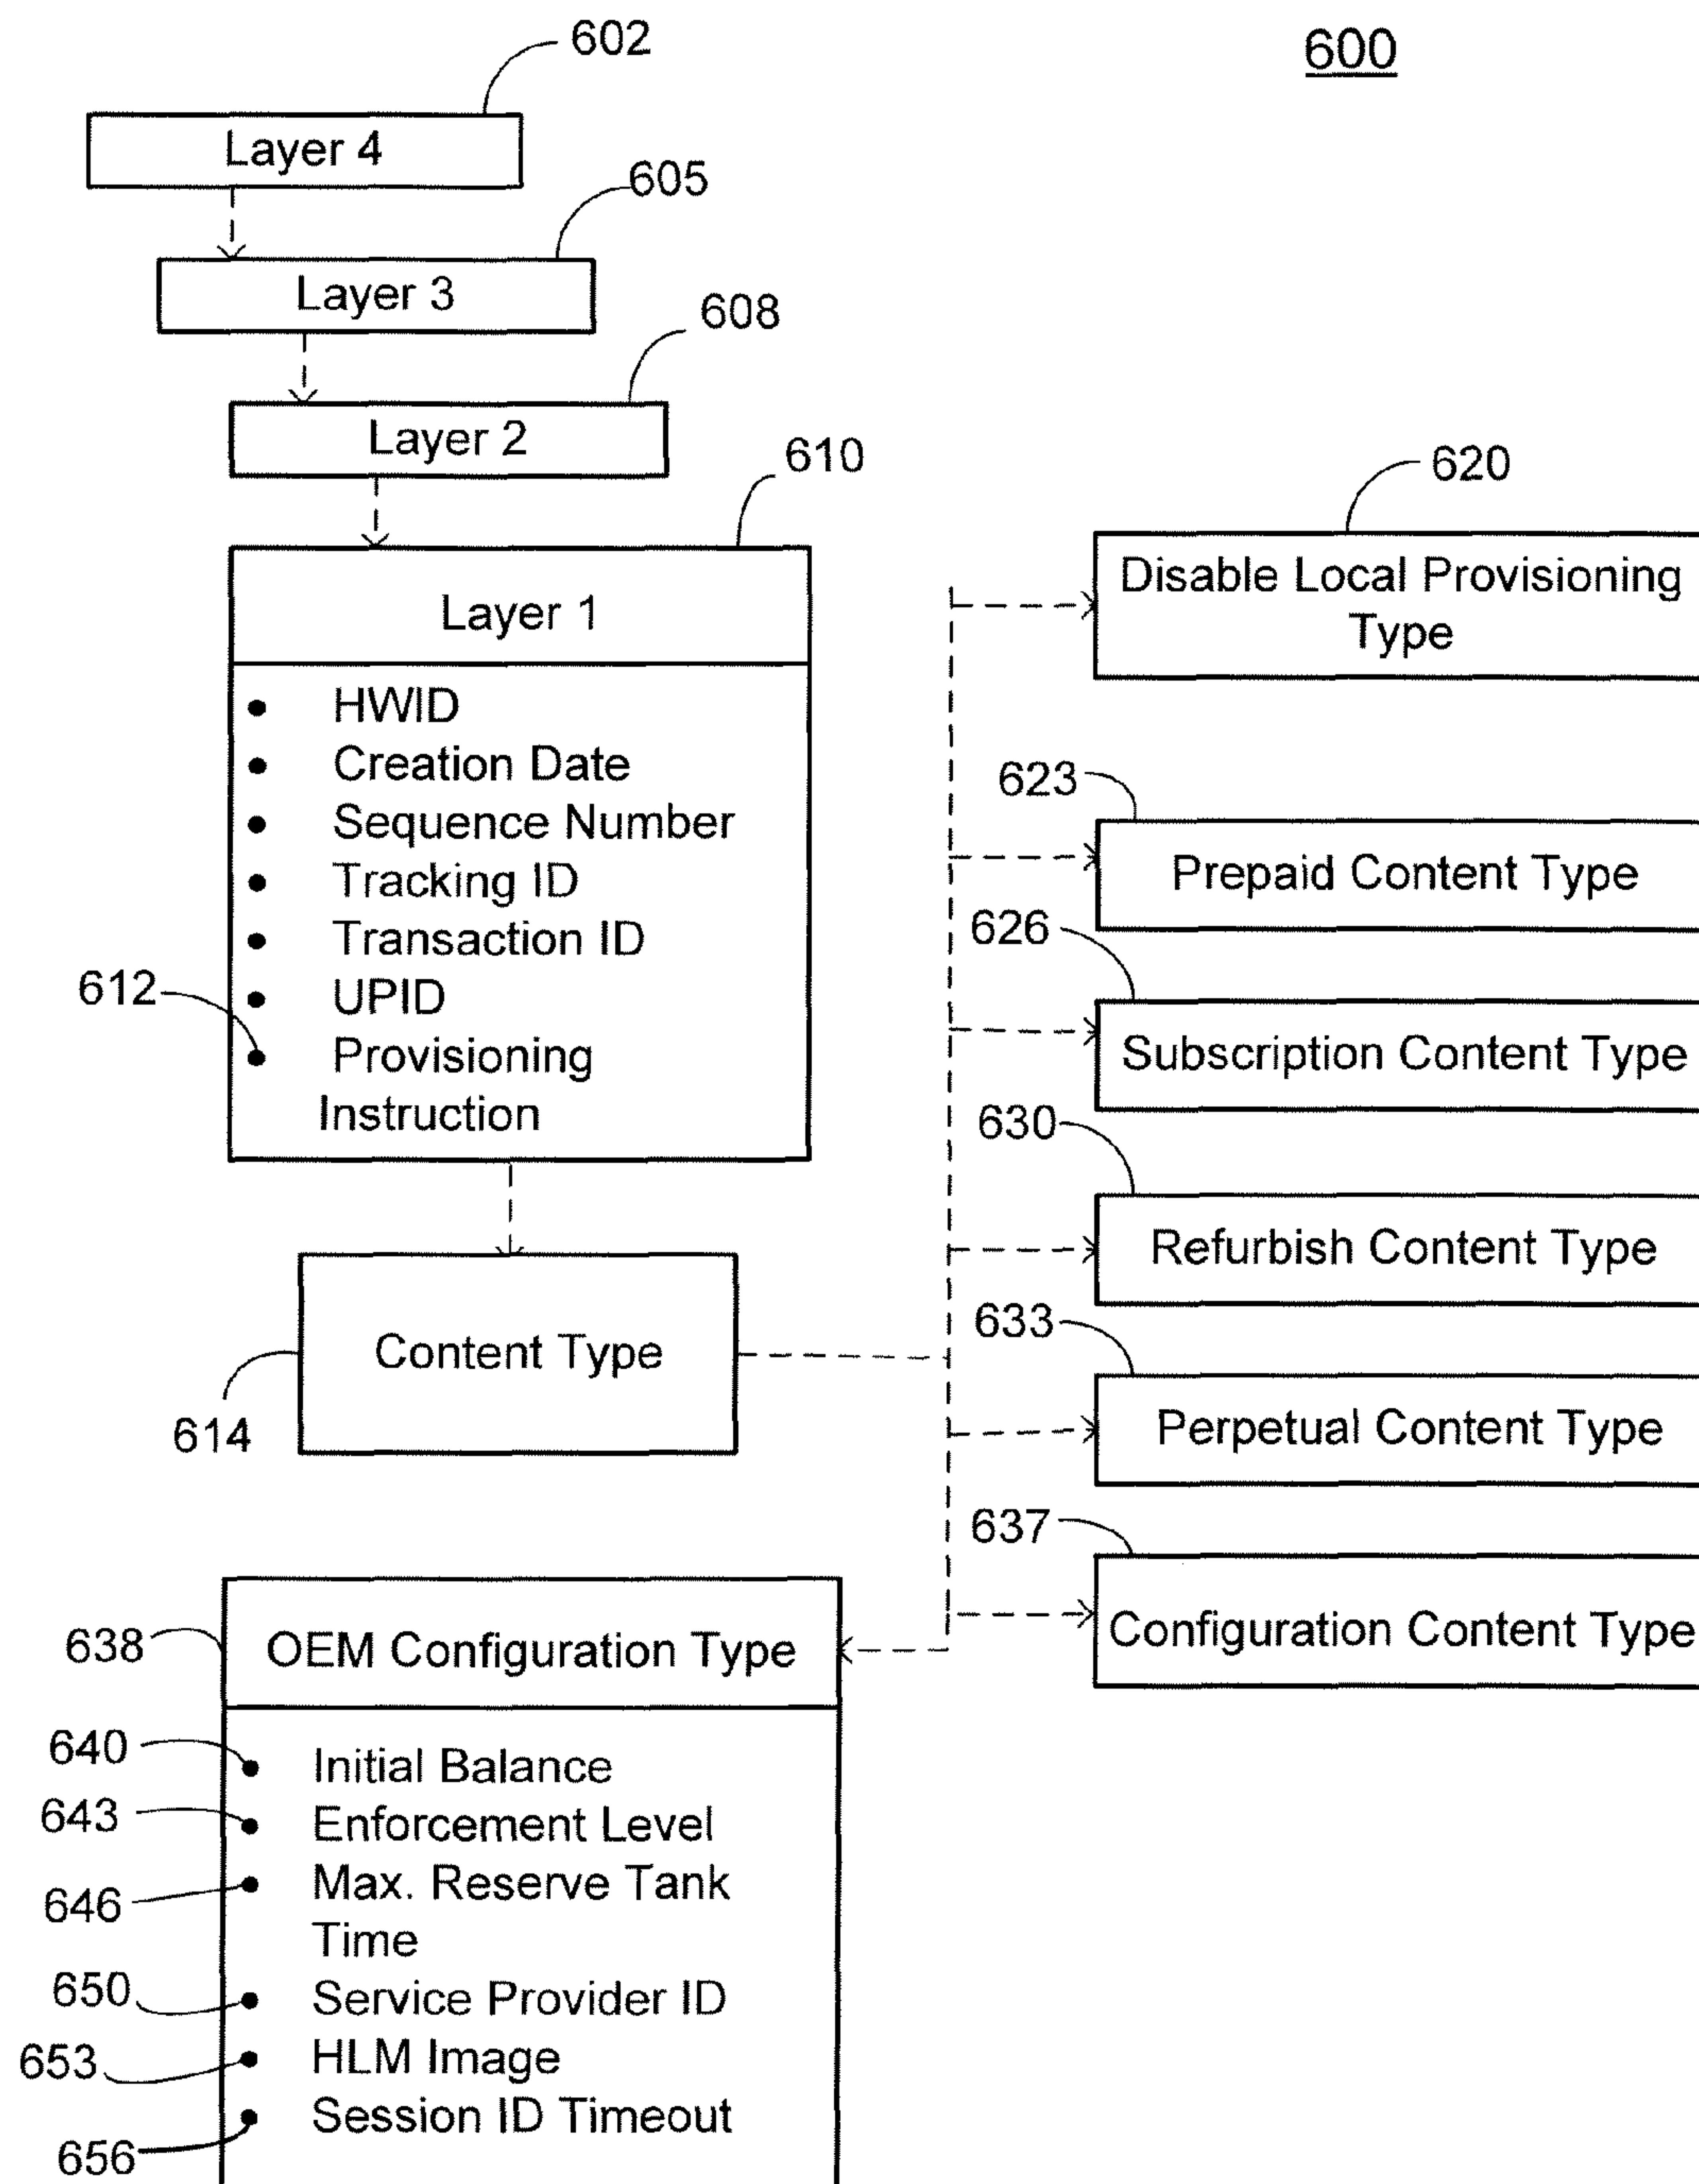 602
600
Layer 4
605
Layer 3
608
Layer 2
610
620
Layer 1
Disable Local Provisioning
Type
• HWID
• Creation Date
623
• Sequence Number
Prepaid Content Type
• Tracking ID
626
• Transaction ID
612
• UPID
• Provisioning
Instruction
Subscription Content Type
630
Refurbish Content Type
633
Content Type
614
Perpetual Content Type
637
Configuration Content Type
638
OEM Configuration Type
640
• Initial Balance
643
• Enforcement Level
646
• Max. Reserve Tank
Time
650
• Service Provider ID
653
• HLM Image
656
• Session ID Timeout